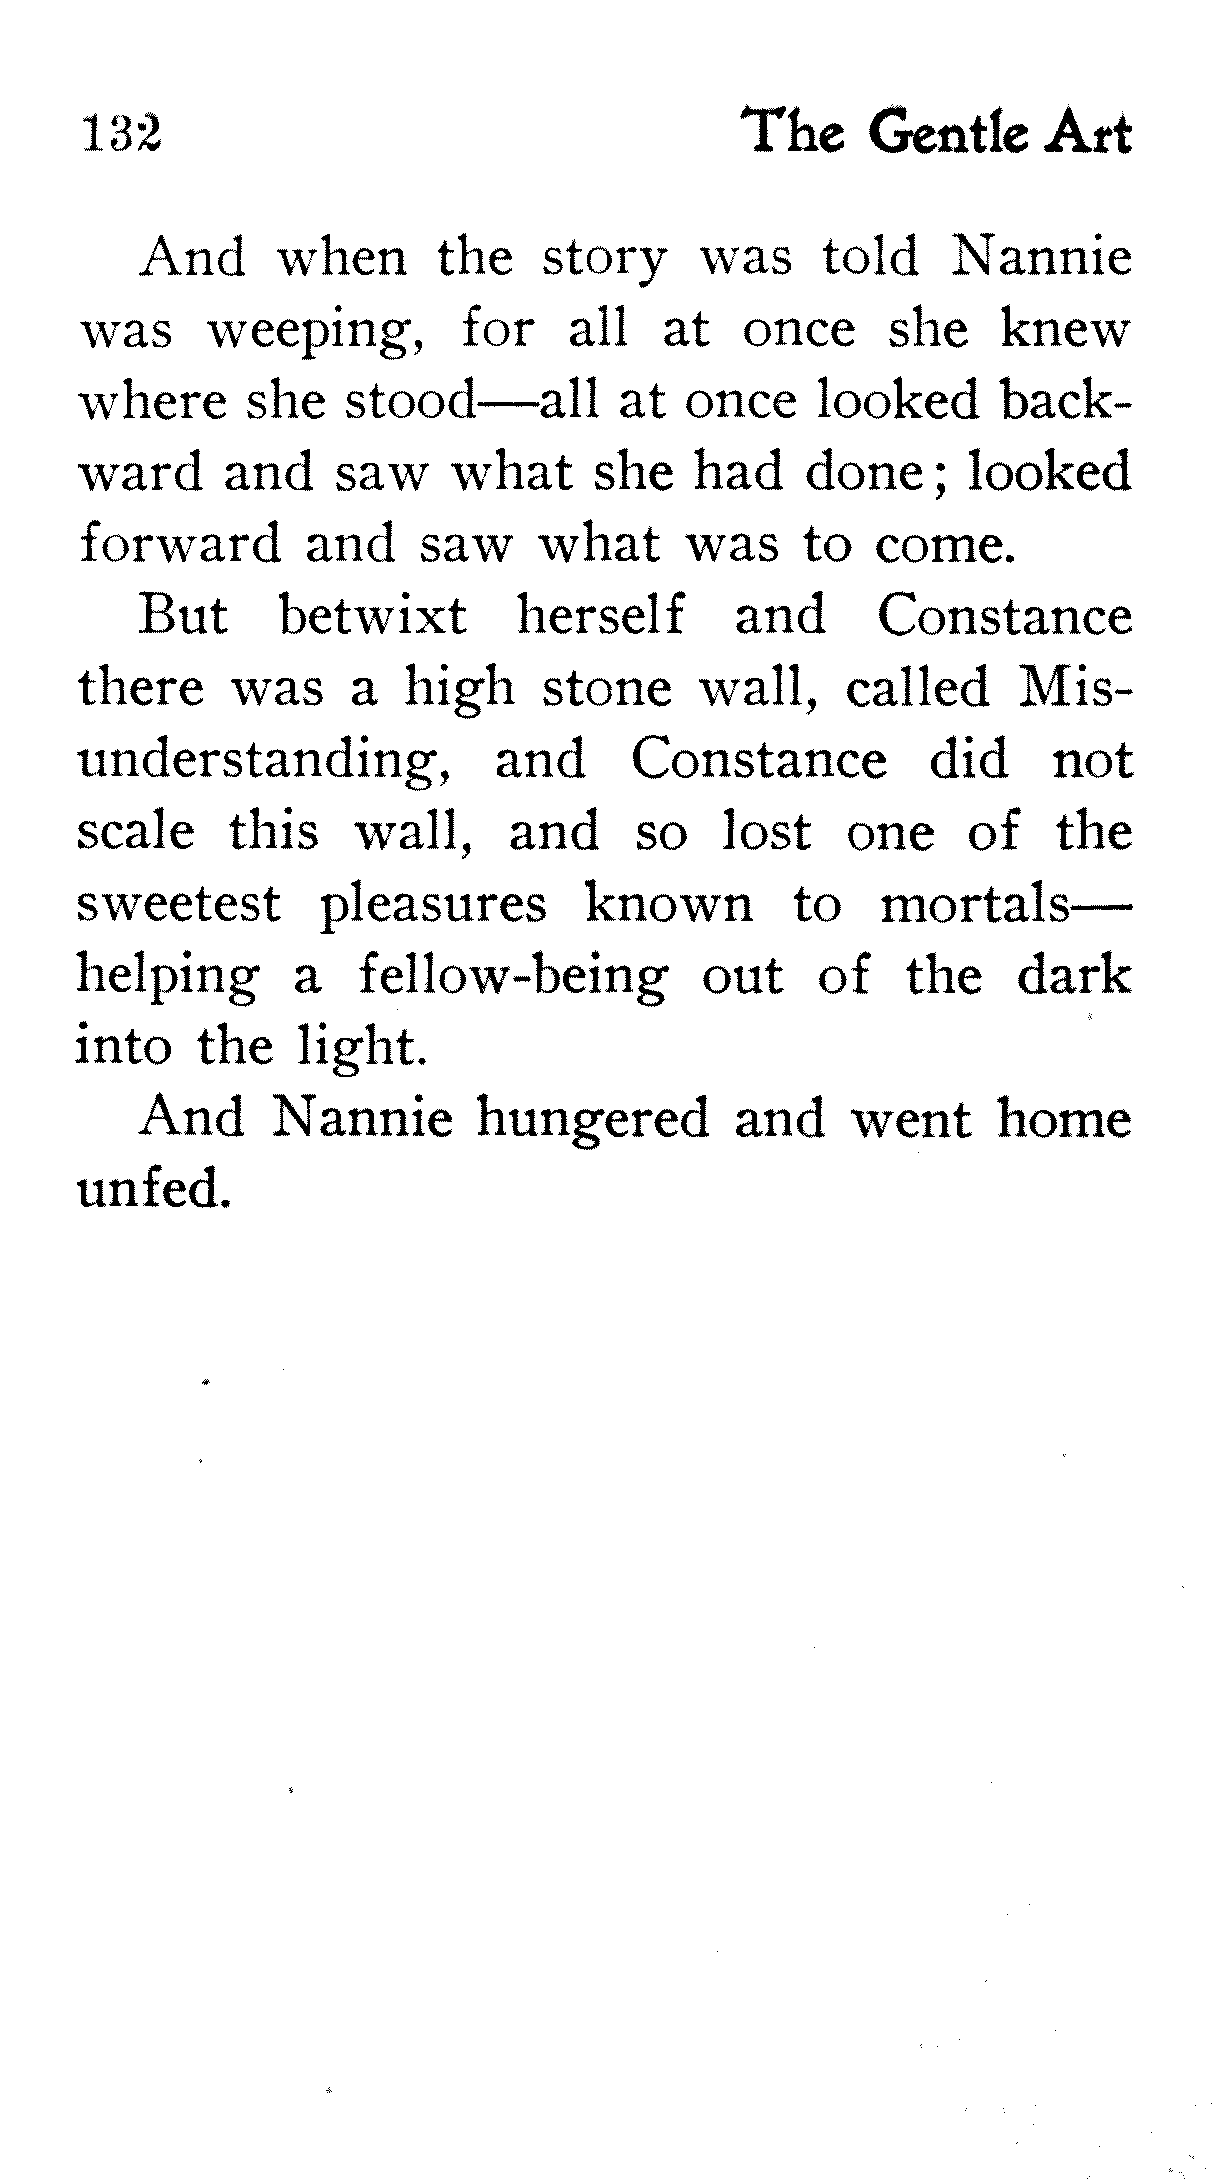 132 The Gentle Art
And when the story was told Nannie
was weeping, for all at once she knew
where she stood—all at once looked back-
ward and saw what she had done; looked
forward and saw what was to come.
But betwixt herself and Constance
there was a high stone wall, called Mis-
understanding, and Constance did not
scale this wall, and so lost one of the
sweetest pleasures known to mortals—
helping a fellow-being out of the dark
into the light.
And Nannie hungered and went home
unfed.